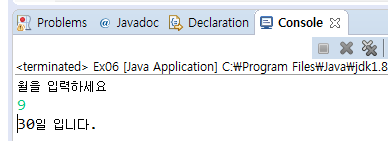 Problems @ Javadoc Declaration Console
<terminated> Ex06 [Java Application] C:\Program Files\Java\jdk1.8
월을 입력하세요
9
30일 입니다.